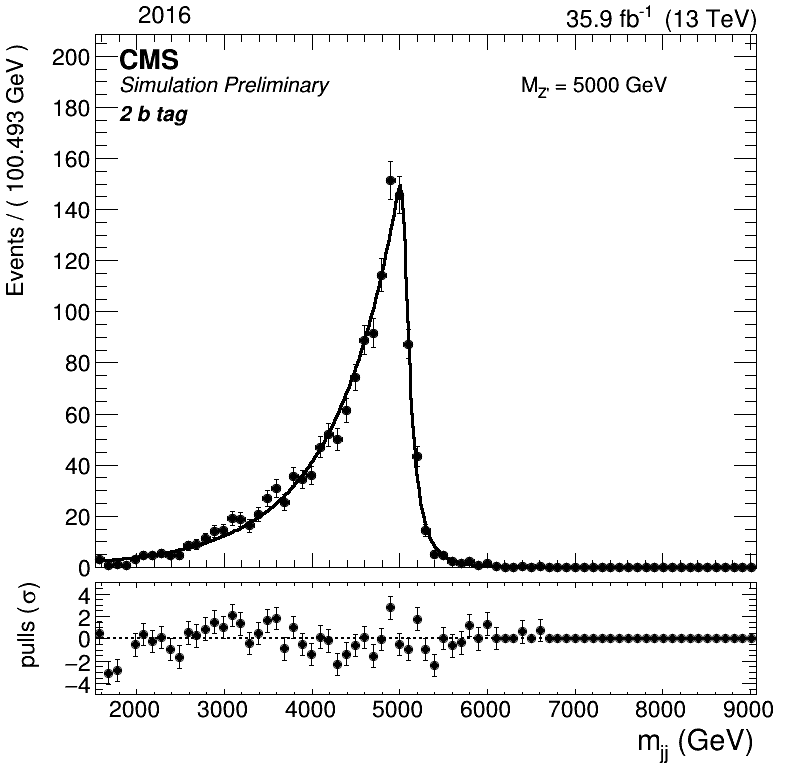 2016 35.9 fb⁻¹ (13 TeV)
CMS
Simulation Preliminary
2 b tag
M_Z' = 5000 GeV
Events / ( 100.493 GeV )
200
180
160
140
120
100
80
60
40
20
0
pulls (σ)
4
2
0
−2
−4
2000 3000 4000 5000 6000 7000 8000 9000
m_jj (GeV)